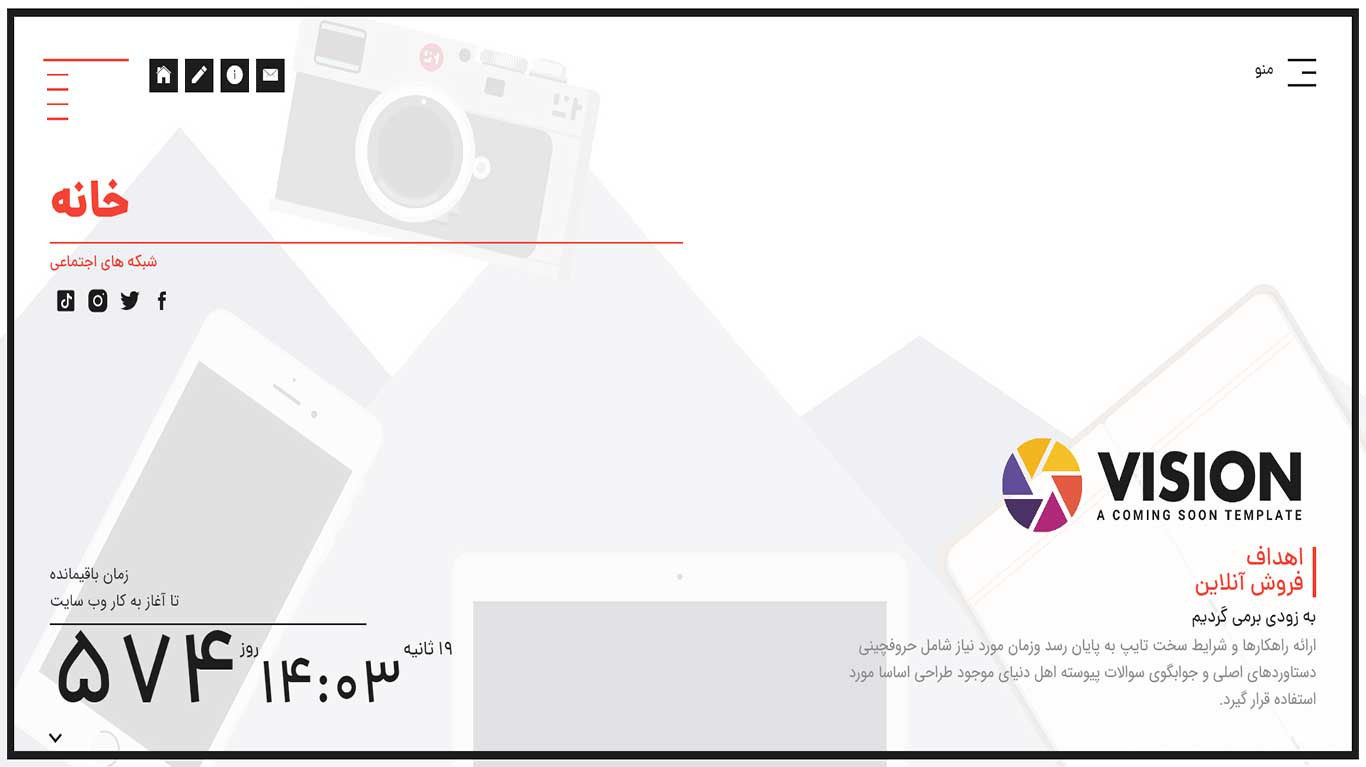 منو
خانه
شبکه های اجتماعی
VISION
A COMING SOON TEMPLATE
اهداف
فروش آنلاین
به زودی برمی گردیم
ارائه راهکارها و شرایط سخت تایپ به پایان رسد وزمان مورد نیاز شامل حروفچینی
دستاوردهای اصلی و جوابگوی سوالات پیوسته اهل دنیای موجود طراحی اساسا مورد
استفاده قرار گیرد.
زمان باقیمانده
تا آغاز به کار وب سایت
۵۷۴ روز ۱۴:۰۳ ۱۹ ثانیه